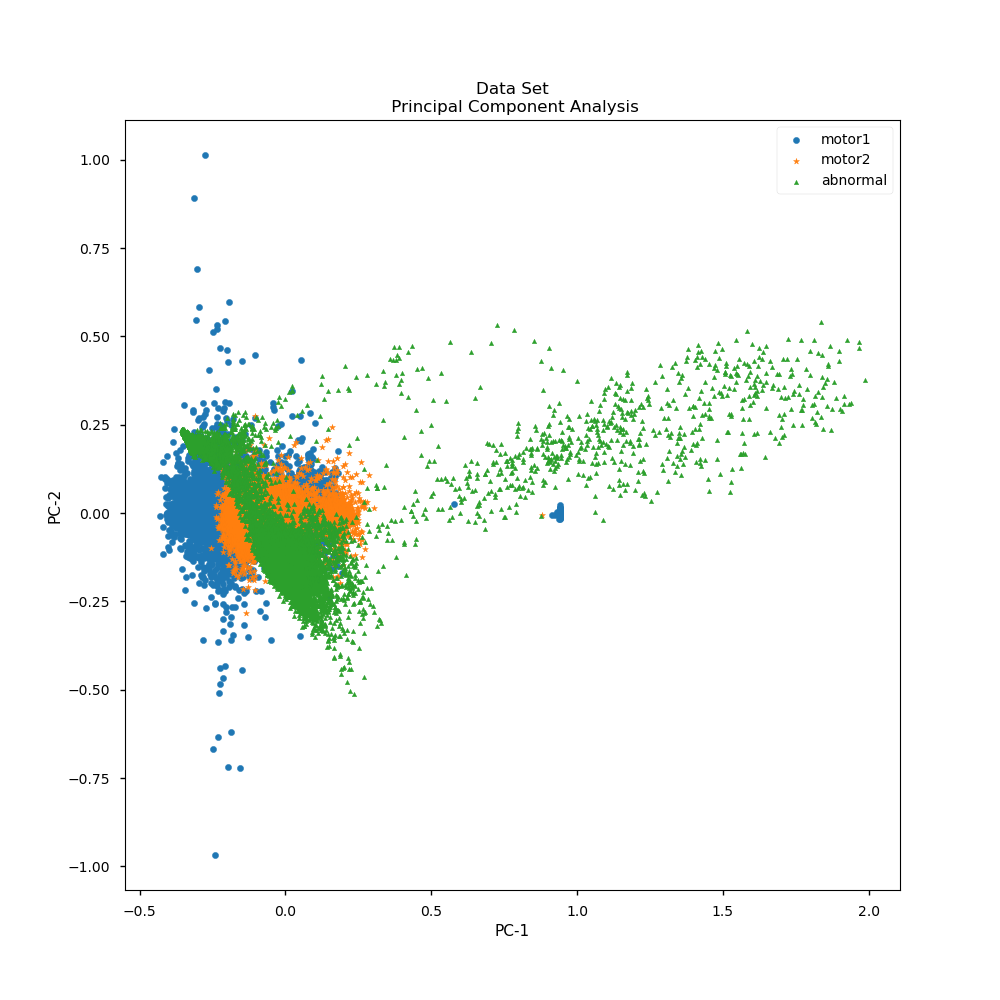 Data Set
Principal Component Analysis
motor1
motor2
abnormal
1.00
0.75
0.50
0.25
0.00
−0.25
−0.50
−0.75
−1.00
PC-2
−0.5
0.0
0.5
1.0
1.5
2.0
PC-1